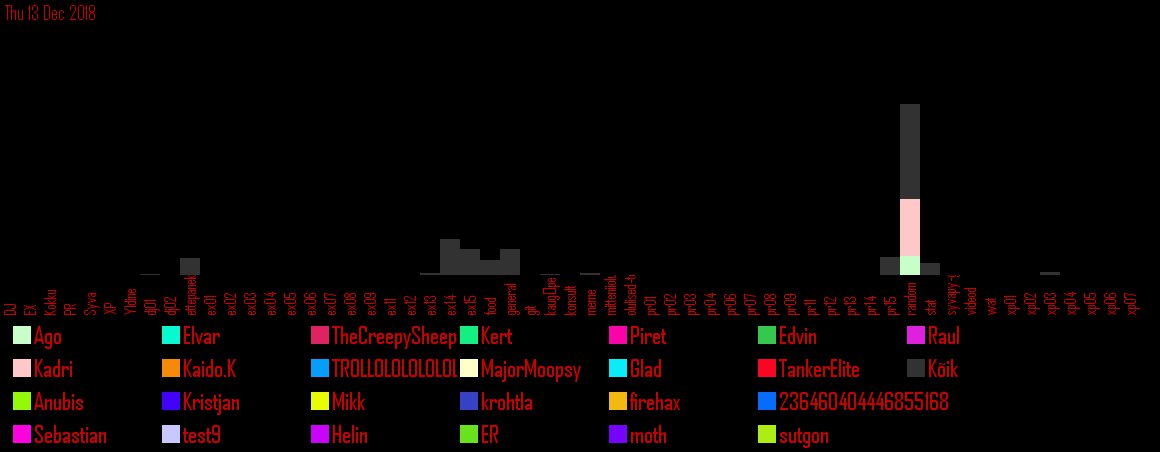 Thu 13 Dec 2018
DJ EX Kokku PR Syva XP Yldine dj01 dj02 ettepanek ex01 ex02 ex03 ex04 ex05 ex06 ex07 ex08 ex09 ex11 ex12 ex13 ex14 ex15 food general git konsult meme pr01 pr02 pr03 pr04 pr06 pr07 pr08 pr09 pr11 pr12 pr13 pr14 pr15 random stat syvapy-t videod wat xp01 xp02 xp03 xp04 xp05 xp06 xp07
Ago Elvar TheCreepySheep Kert Piret Edvin Raul
Kadri Kaido.K TROLLOLOLOLOLOL MajorMoopsy Glad TankerElite Kõik
Anubis Kristjan Mikk krohtla firehax 236460404446855168
Sebastian test9 Helin ER moth sutgon